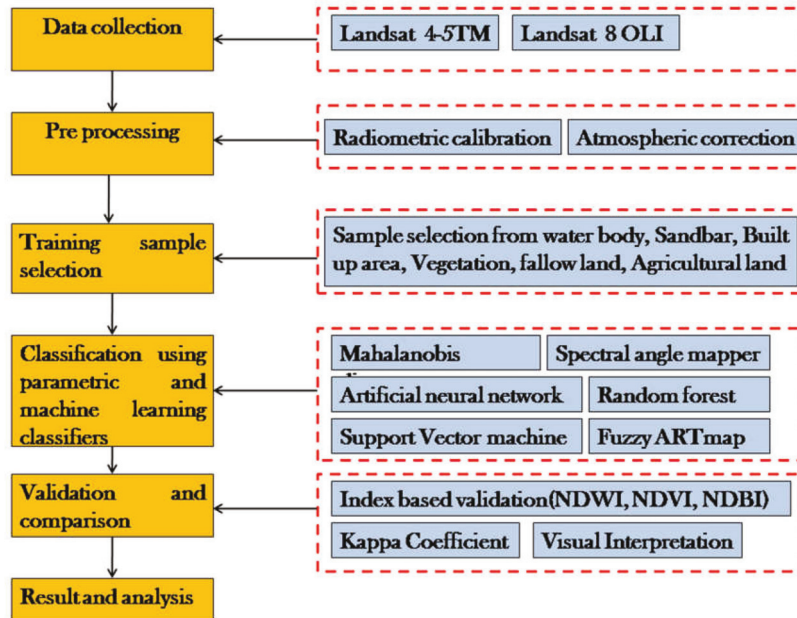 Data collection
Landsat 4-5TM
Landsat 8 OLI
Pre processing
Radiometric calibration
Atmospheric correction
Training sample
selection
Sample selection from water body, Sandbar, Built
up area, Vegetation, fallow land, Agricultural land
Classification using
parametric and
machine learning
classifiers
Mahalanobis
Spectral angle mapper
Artificial neural network
Random forest
Support Vector machine
Fuzzy ARTmap
Validation and
comparison
Index based validation(NDWI, NDVI, NDBI)
Kappa Coefficient
Visual Interpretation
Result and analysis